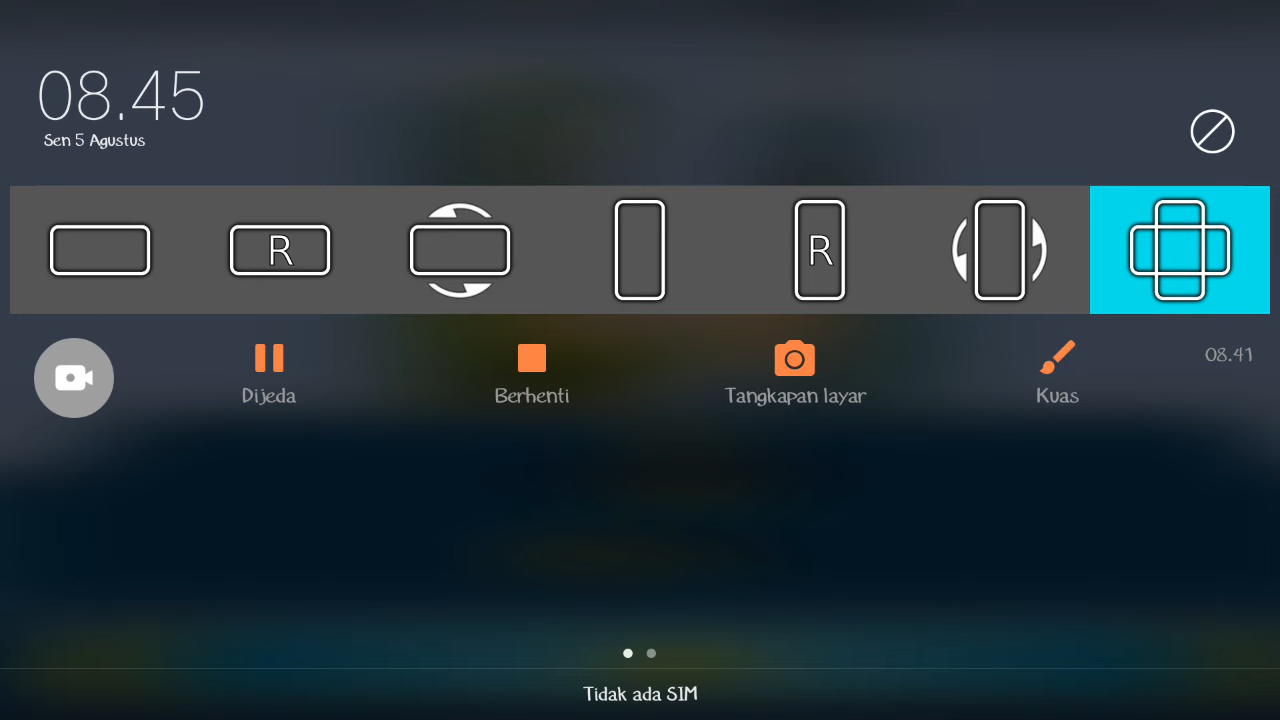 08.45
Sen 5 Agustus
R
R
Dijeda
Berhenti
Tangkapan layar
Kuas
08.41
Tidak ada SIM